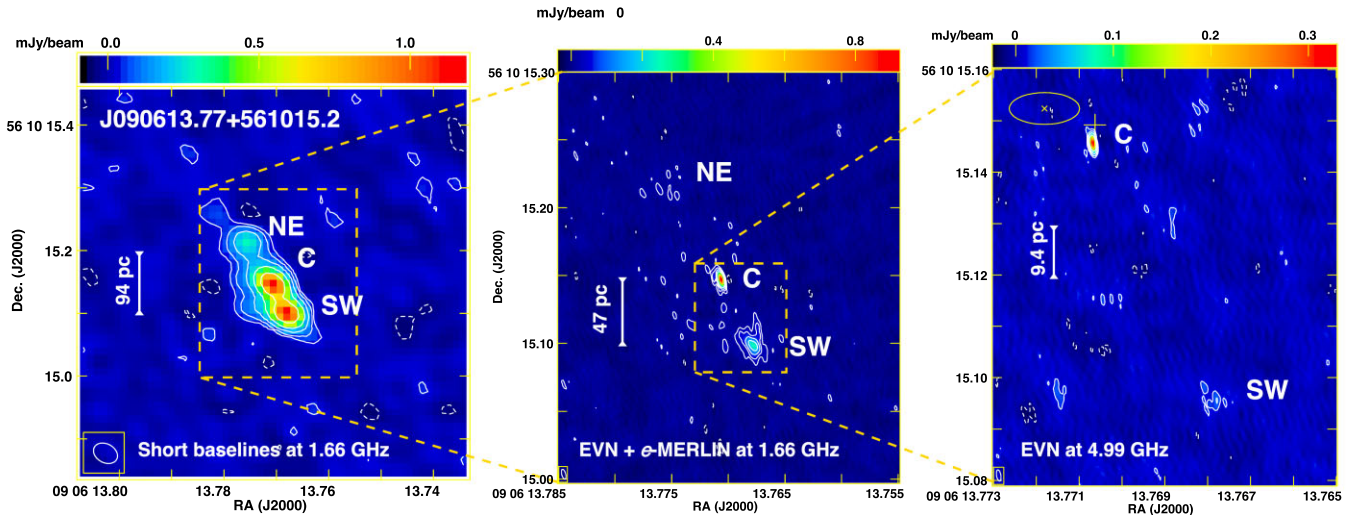 mJy/beam 0.0 0.5 1.0
56 10 15.4
15.2
15.0
Dec. (J2000)
J090613.77+561015.2
NE
C
SW
94 pc
Short baselines at 1.66 GHz
09 06 13.80 13.78 13.76 13.74
RA (J2000)
mJy/beam 0
0.4 0.8
56 10 15.30
15.20
15.10
15.00
Dec. (J2000)
NE
C
SW
47 pc
EVN + e-MERLIN at 1.66 GHz
09 06 13.785 13.775 13.765 13.755
RA (J2000)
mJy/beam 0 0.1 0.2 0.3
56 10 15.16
15.14
15.12
15.10
15.08
Dec. (J2000)
C
9.4 pc
SW
EVN at 4.99 GHz
09 06 13.773 13.771 13.769 13.767 13.765
RA (J2000)